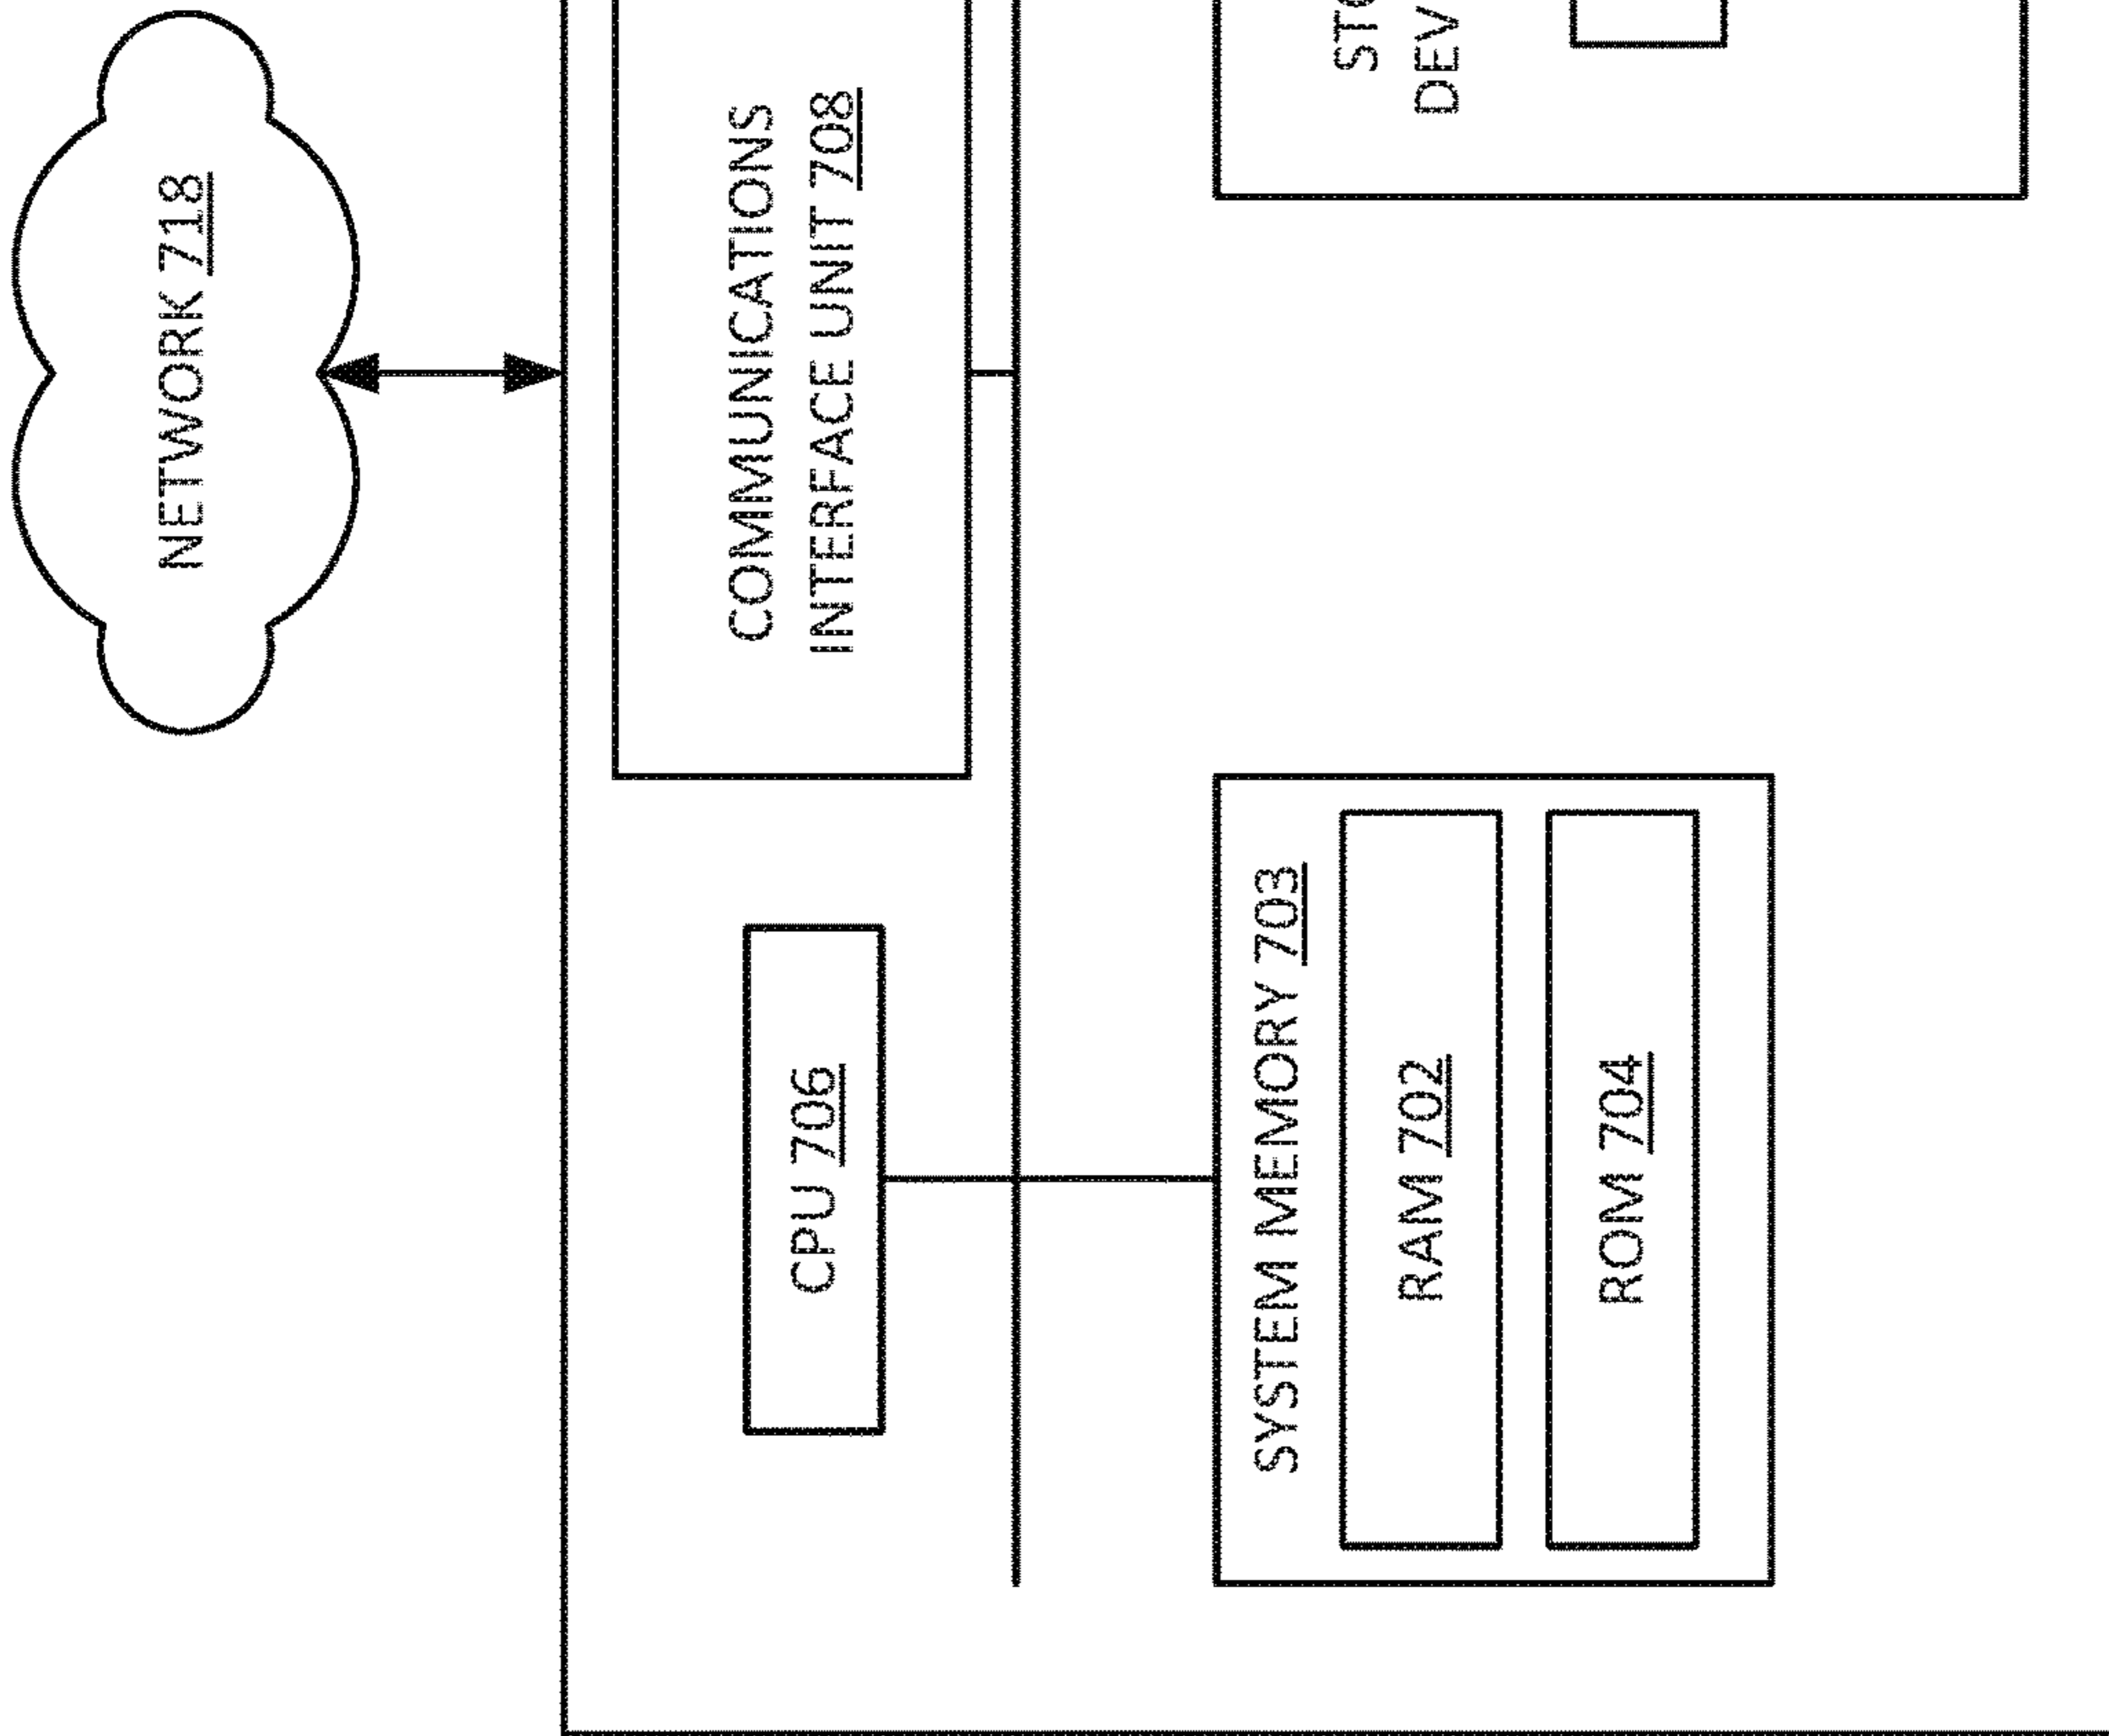 NETWORK 718
COMMUNICATIONS
INTERFACE UNIT 708
CPU 706
SYSTEM MEMORY 703
RAM 702
ROM 704